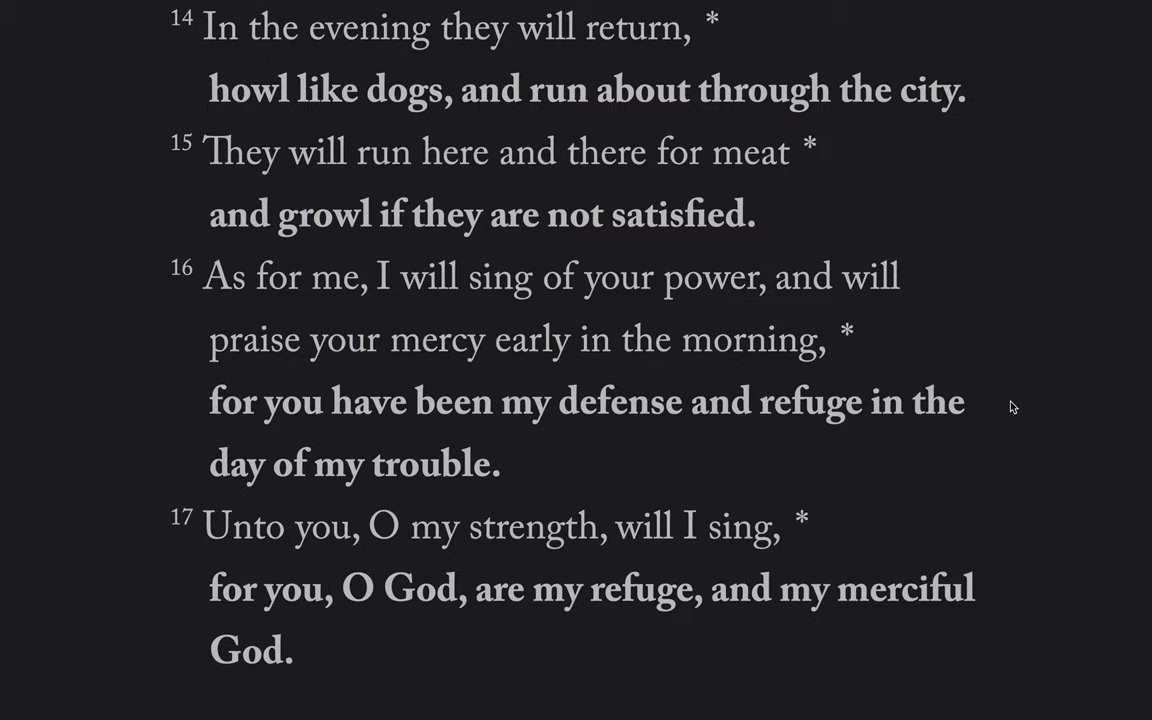 14 In the evening they will return, *
howl like dogs, and run about through the city.
15 They will run here and there for meat *
and growl if they are not satisfied.
16 As for me, I will sing of your power, and will
praise your mercy early in the morning, *
for you have been my defense and refuge in the
day of my trouble.
17 Unto you, O my strength, will I sing, *
for you, O God, are my refuge, and my merciful
God.